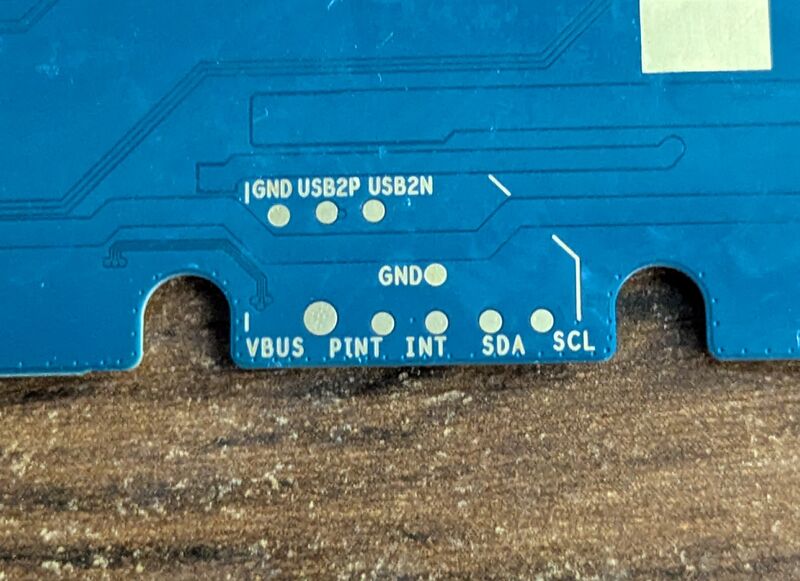 GND USB2P USB2N
GND
VBUS PINT INT SDA SCL